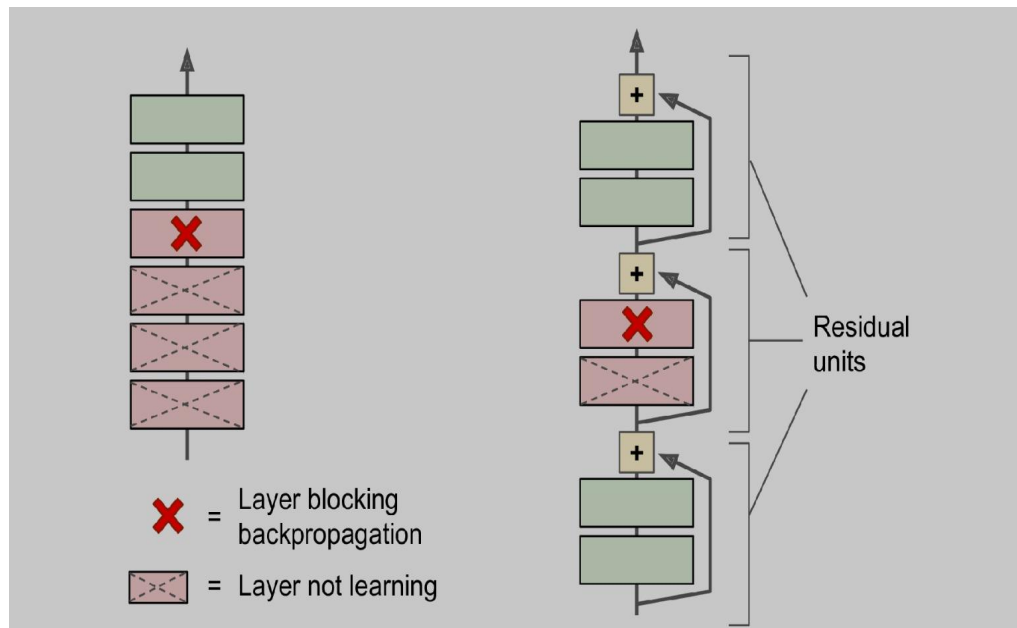 +
+
Residual
units
+
= Layer blocking
backpropagation
= Layer not learning